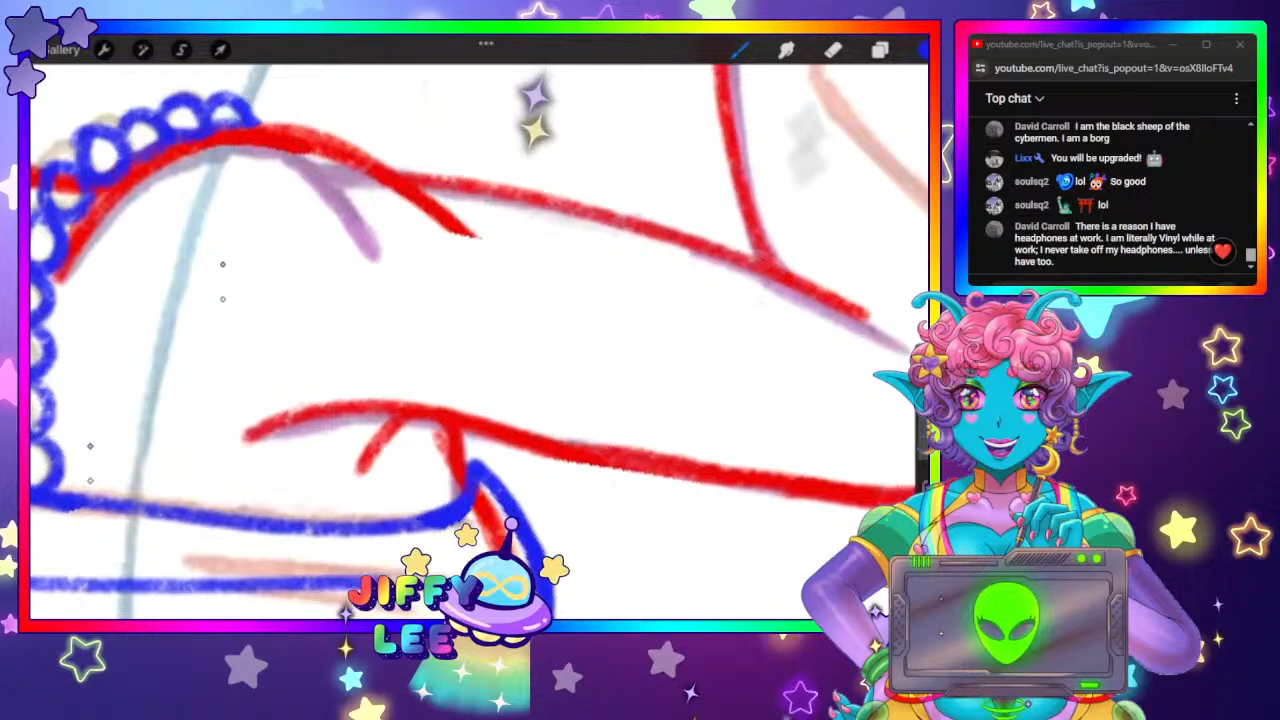 Gallery
youtube.com/live_chat?is_popout=1&v=o...
youtube.com/live_chat?is_popout=1&v=osX8IIoFTv4
Top chat
David Carroll I am the black sheep of the
cybermen. I am a borg
Lixx You will be upgraded!
soulsq2 lol So good
soulsq2 lol
David Carroll There is a reason I have
headphones at work. I am literally Vinyl while at
work; I never take off my headphones.... unless
have too.
JIFFY
LEE